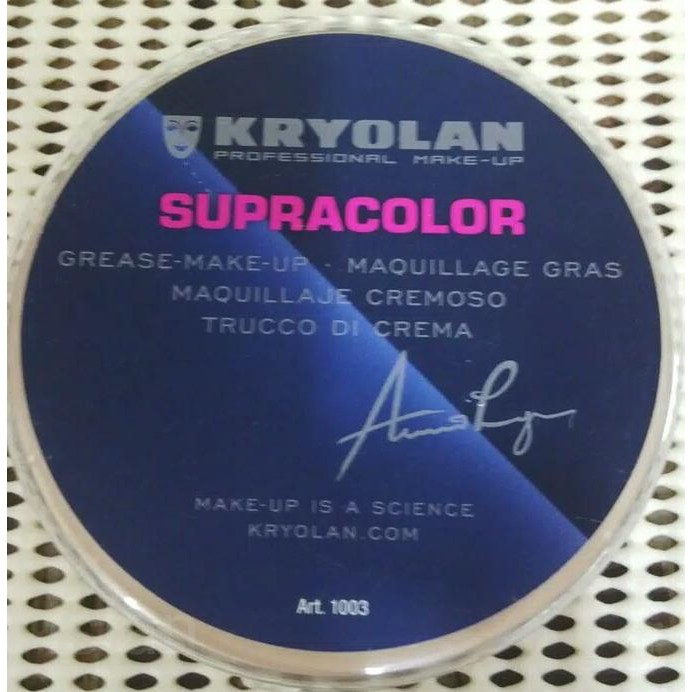 KRYOLAN
PROFESSIONAL MAKE-UP
SUPRACOLOR
GREASE-MAKE-UP - MAQUILLAGE GRAS
MAQUILLAJE CREMOSO
TRUCCO DI CREMA
MAKE-UP IS A SCIENCE
KRYOLAN.COM
Art. 1003